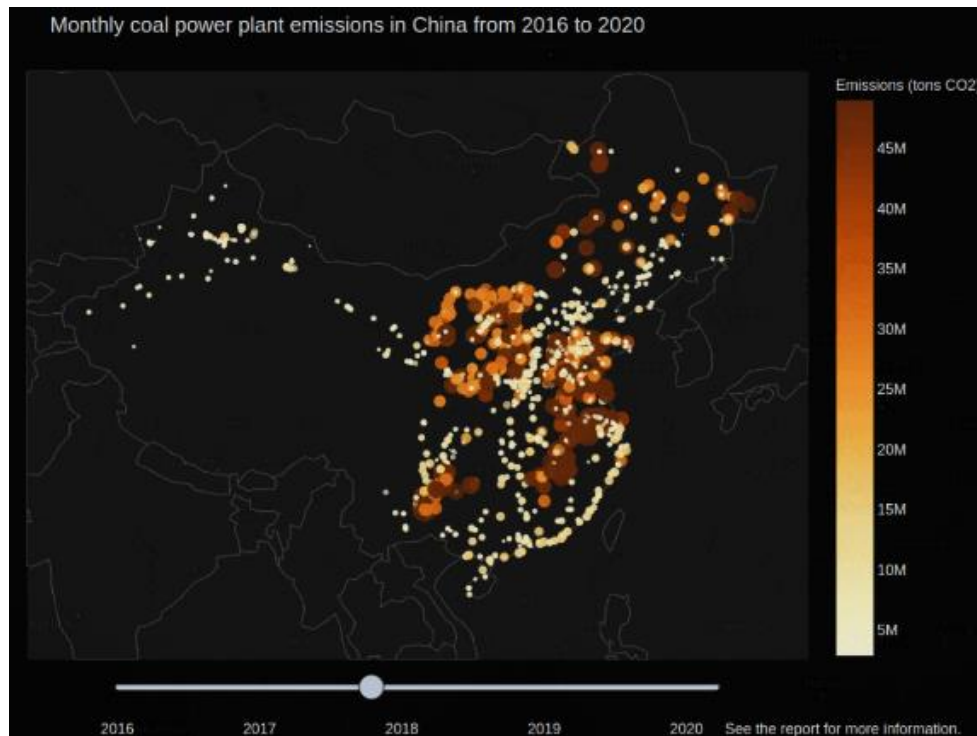 Monthly coal power plant emissions in China from 2016 to 2020
Emissions (tons CO2
45M
40M
35M
30M
25M
20M
15M
10M
5M
2016 2017 2018 2019 2020 See the report for more information.